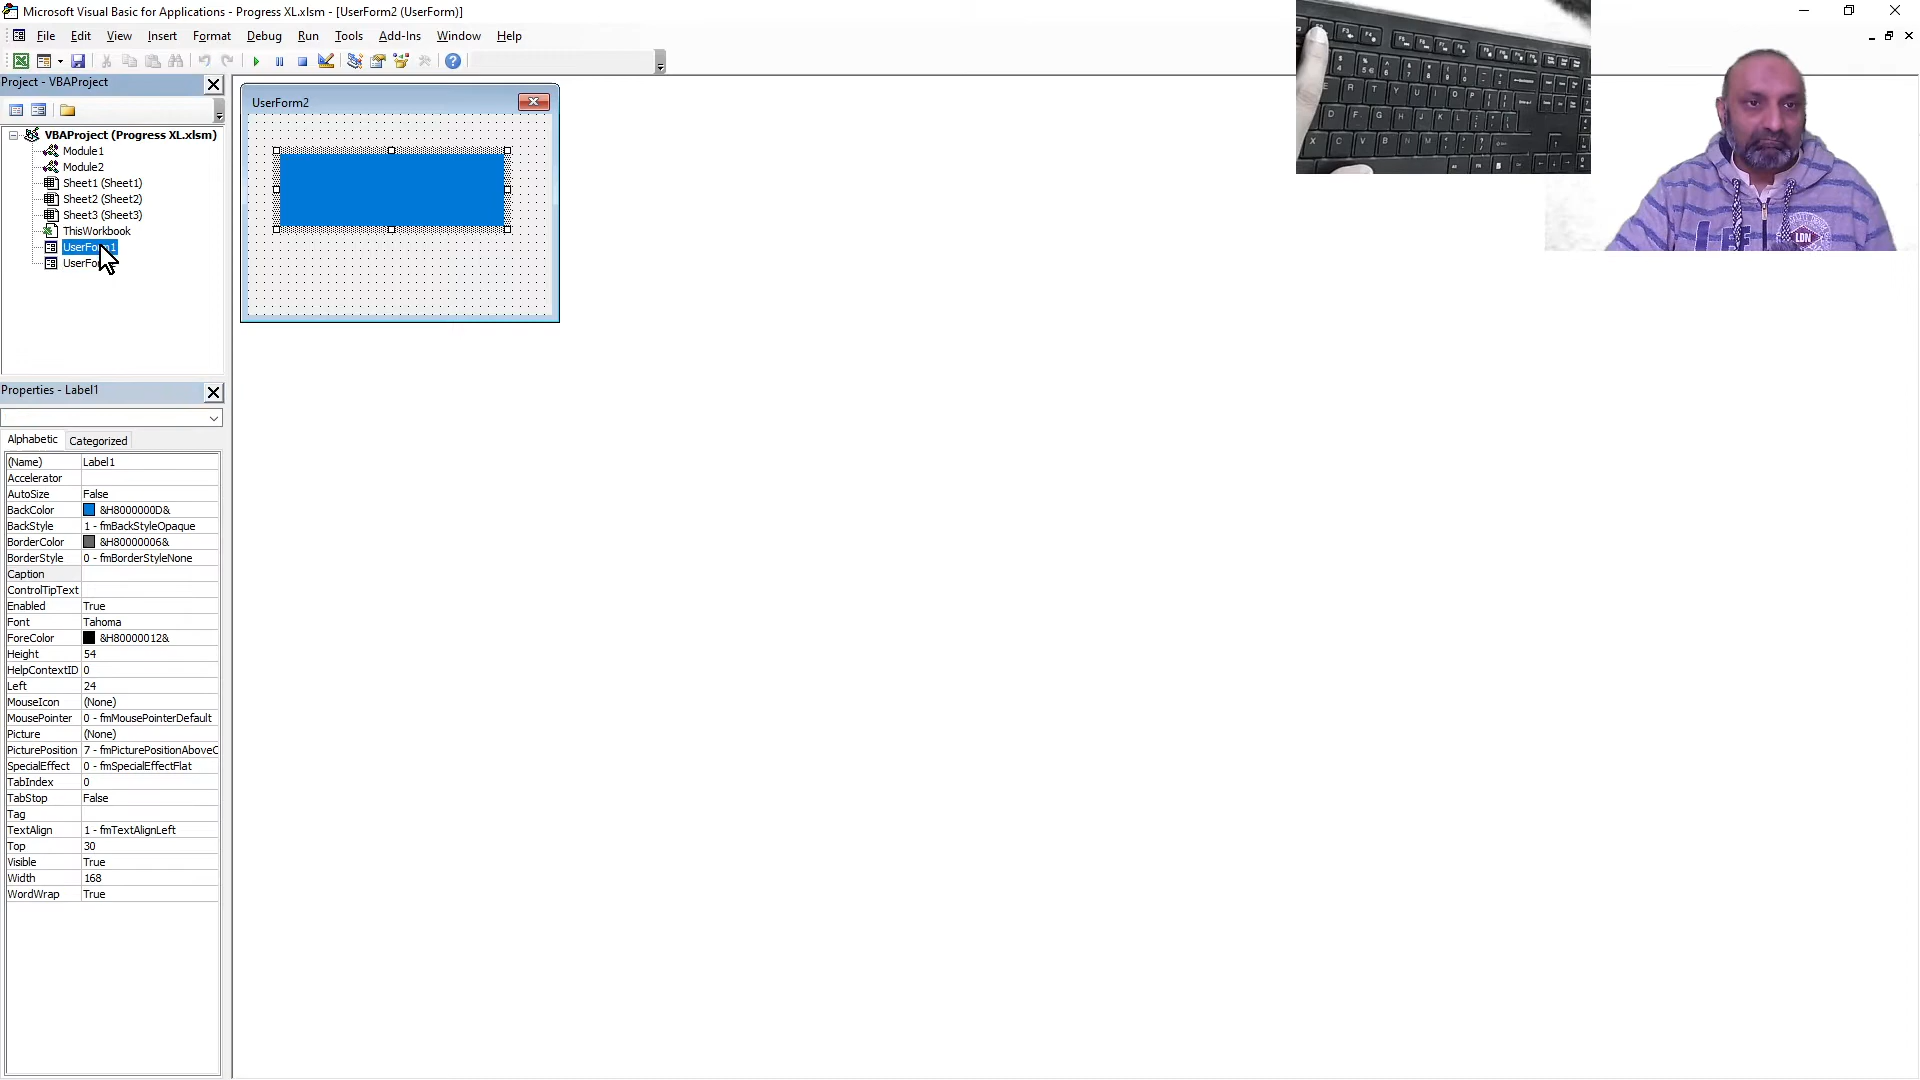 Microsoft Visual Basic for Applications - Progress XL.xlsm - [UserForm2 (UserForm)]
File Edit View Insert Format Debug Run Tools Add-Ins Window Help
Project - VBAProject
VBAProject (Progress XL.xlsm)
Module1
Module2
Sheet1 (Sheet1)
Sheet2 (Sheet2)
Sheet3 (Sheet3)
ThisWorkbook
UserForm1
UserForm2
Properties - Label1
Alphabetic Categorized
(Name) Label1
Accelerator
AutoSize False
BackColor &H8000000D&
BackStyle 1 - fmBackStyleOpaque
BorderColor &H80000006&
BorderStyle 0 - fmBorderStyleNone
Caption
ControlTipText
Enabled True
Font Tahoma
ForeColor &H80000012&
Height 54
HelpContextID 0
Left 24
MouseIcon (None)
MousePointer 0 - fmMousePointerDefault
Picture (None)
PicturePosition 7 - fmPicturePositionAboveC
SpecialEffect 0 - fmSpecialEffectFlat
TabIndex 0
TabStop False
Tag
TextAlign 1 - fmTextAlignLeft
Top 30
Visible True
Width 168
WordWrap True
UserForm2
LDN